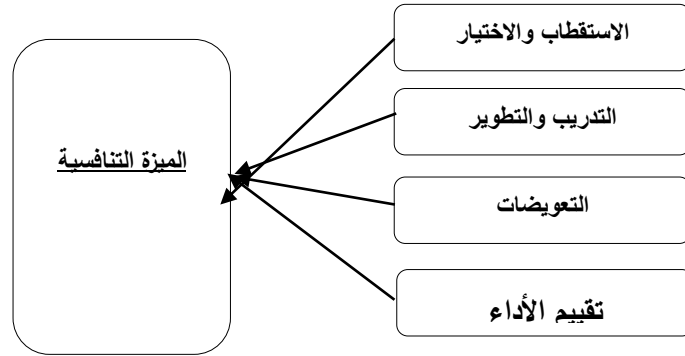 الاستقطاب والاختيار
التدريب والتطوير
الميزة التنافسية
التعويضات
تقييم الأداء